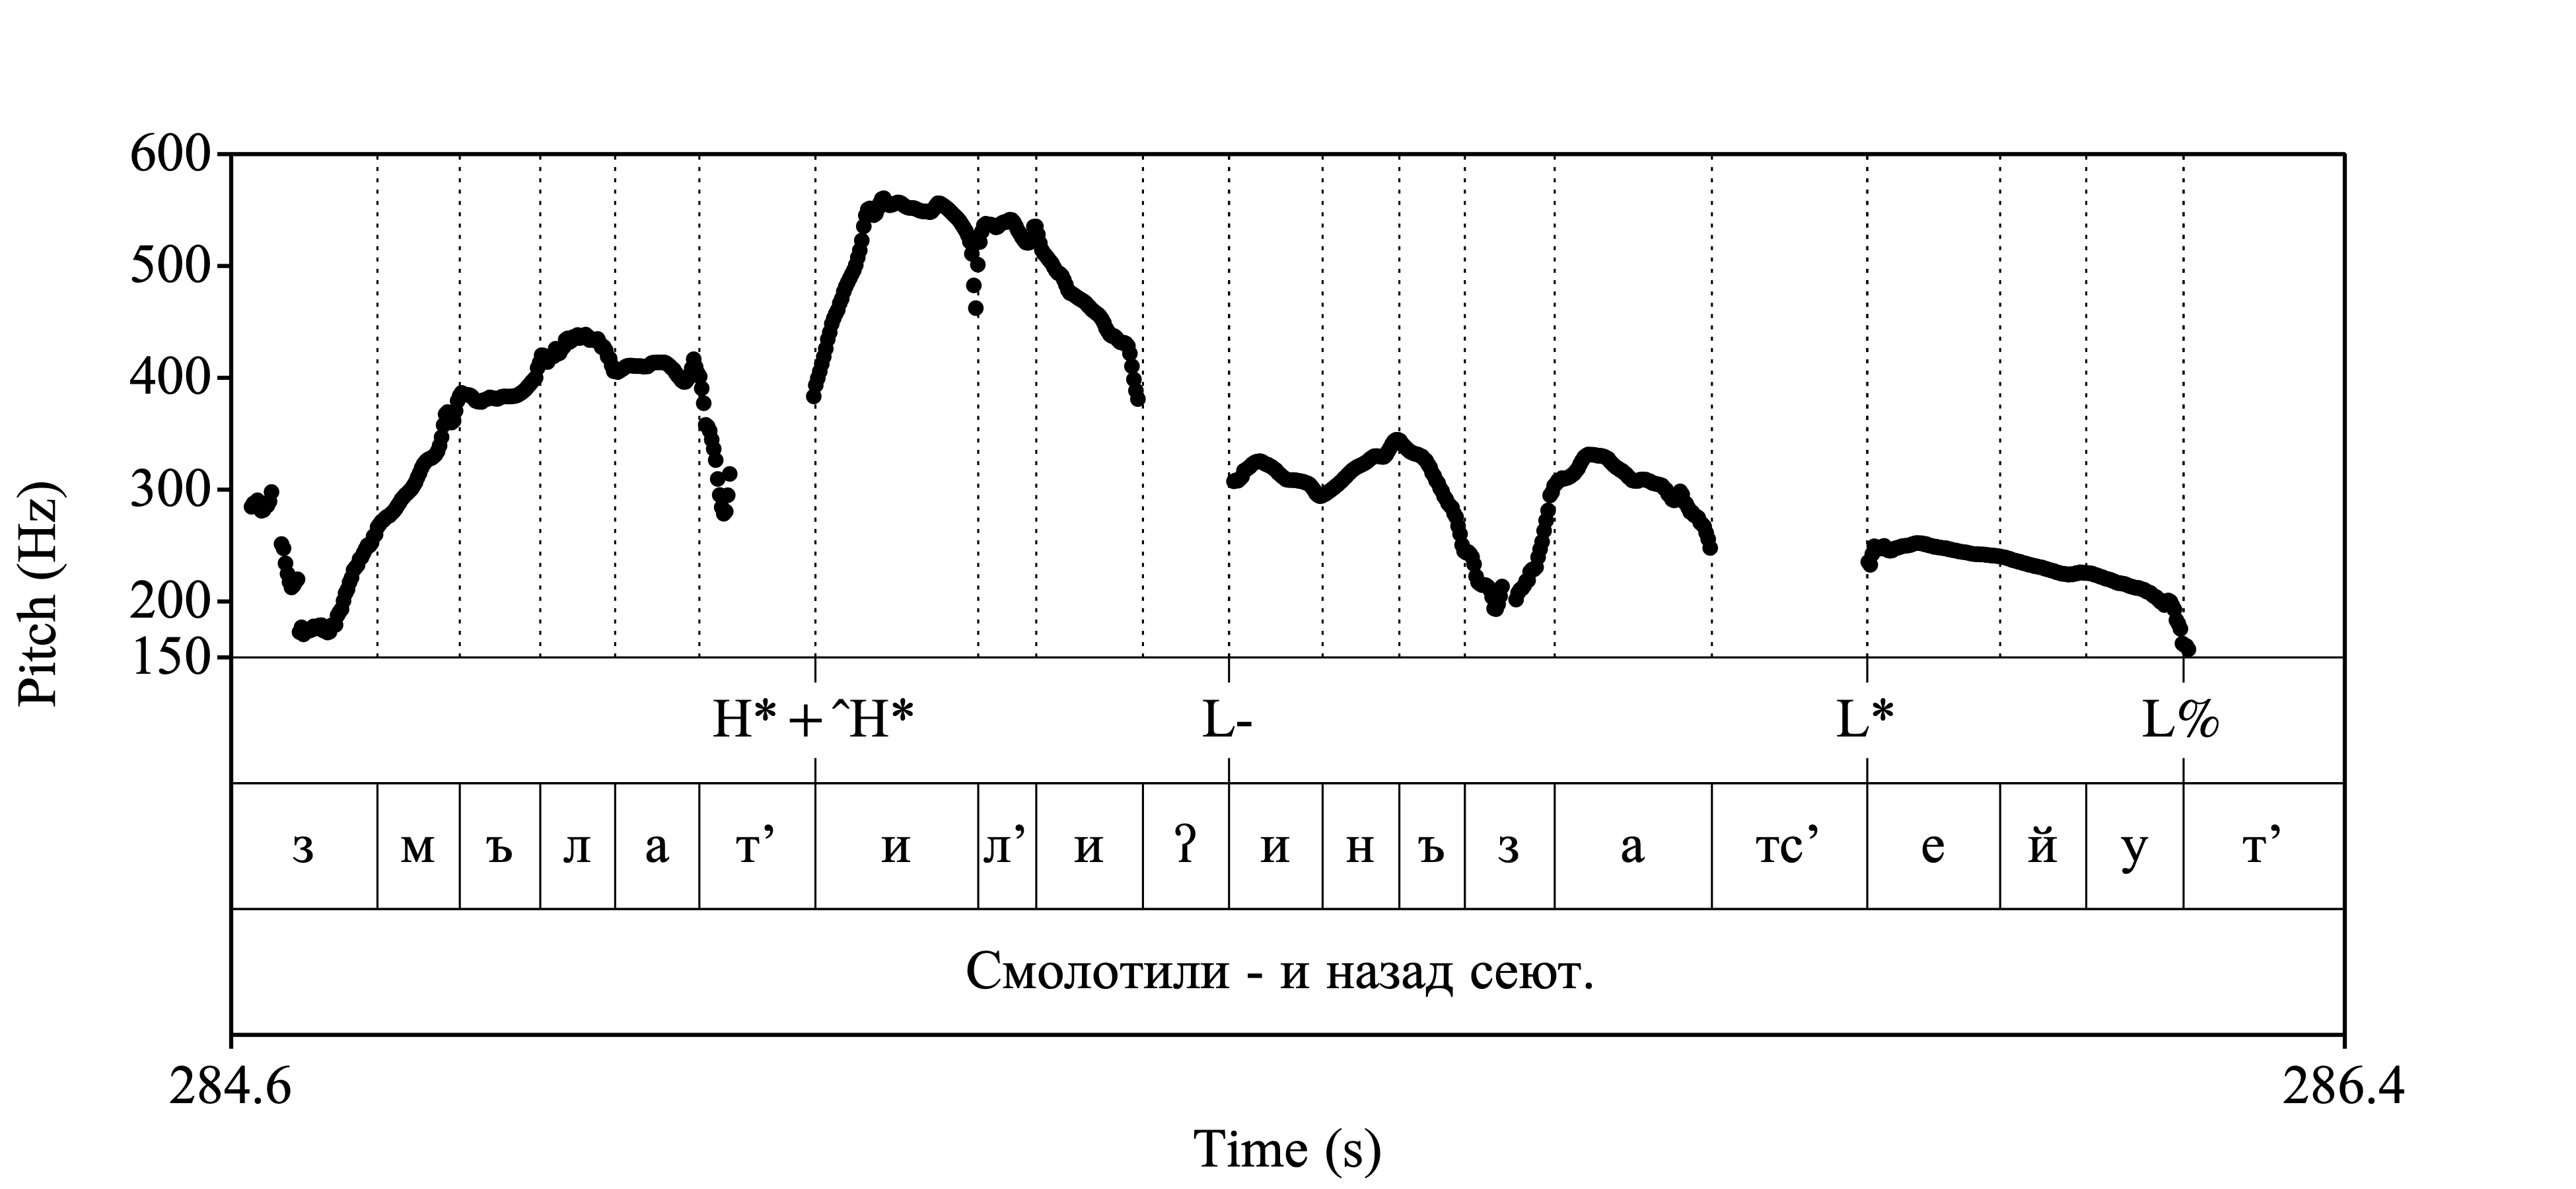 600
500
400
300
200
150
Pitch (Hz)
H* + ^H* L- L* L%
з м ъ л а т’ и л’ и ʔ и н ъ з а тс’ е й у т’
Смолотили - и назад сеют.
284.6 286.4
Time (s)